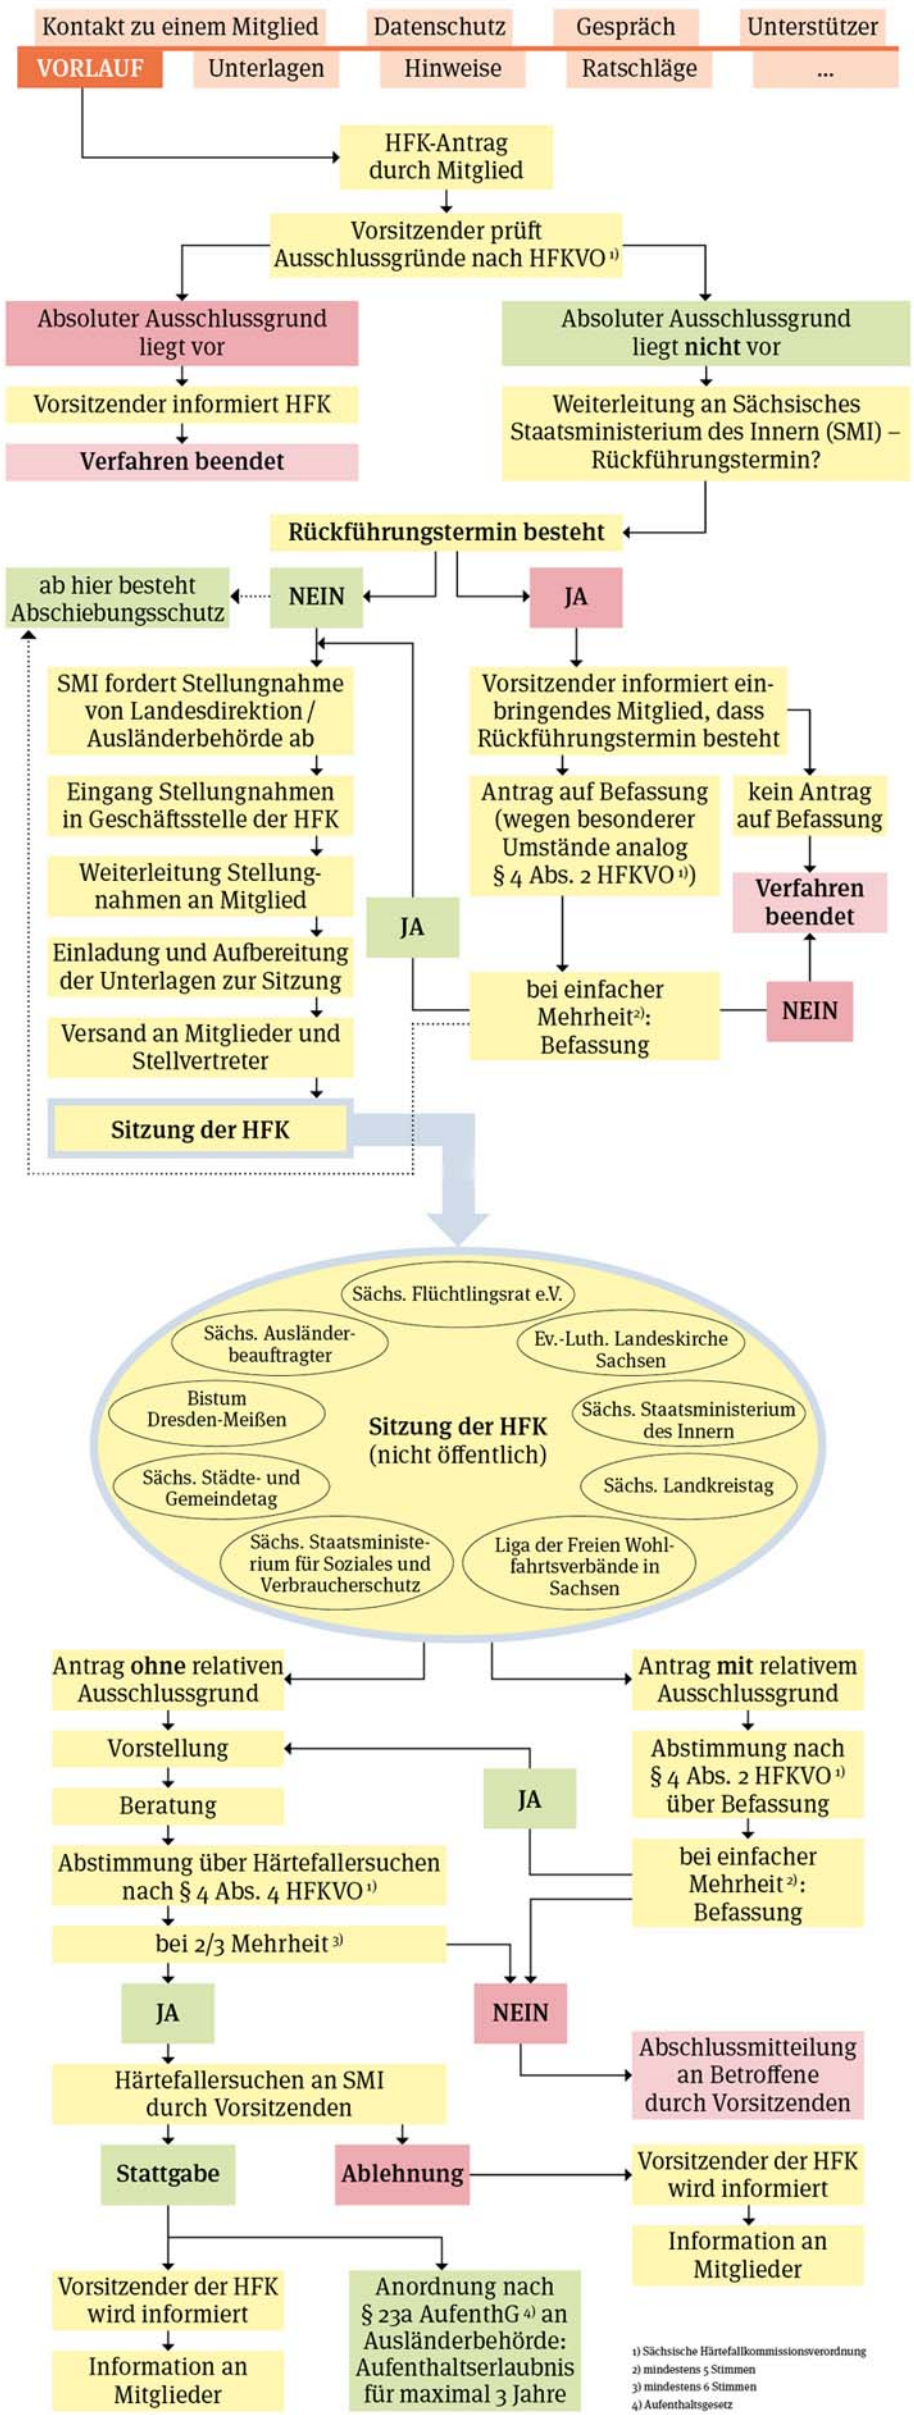 Kontakt zu einem Mitglied
Datenschutz
Gespräch
Unterstützer
VORLAUF
Unterlagen
Hinweise
Ratschläge
...
HFK-Antrag
durch Mitglied
Vorsitzender prüft
Ausschlussgründe nach HFKVO 1)
Absoluter Ausschlussgrund
liegt vor
Absoluter Ausschlussgrund
liegt nicht vor
Vorsitzender informiert HFK
Verfahren beendet
Weiterleitung an Sächsisches
Staatsministerium des Innern (SMI) –
Rückführungstermin?
Rückführungstermin besteht
ab hier besteht
Abschiebungsschutz
NEIN
JA
SMI fordert Stellungnahme
von Landesdirektion /
Ausländerbehörde ab
Eingang Stellungnahmen
in Geschäftsstelle der HFK
Weiterleitung Stellung-
nahmen an Mitglied
Einladung und Aufbereitung
der Unterlagen zur Sitzung
Versand an Mitglieder und
Stellvertreter
Sitzung der HFK
Vorsitzender informiert ein-
bringendes Mitglied, dass
Rückführungstermin besteht
Antrag auf Befassung
(wegen besonderer
Umstände analog
§ 4 Abs. 2 HFKVO 1))
kein Antrag
auf Befassung
Verfahren
beendet
JA
bei einfacher
Mehrheit2):
Befassung
NEIN
Sächs. Flüchtlingsrat e.V.
Sächs. Ausländer-
beauftragter
Ev.-Luth. Landeskirche
Sachsen
Bistum
Dresden-Meißen
Sitzung der HFK
(nicht öffentlich)
Sächs. Staatsministerium
des Innern
Sächs. Städte- und
Gemeindetag
Sächs. Landkreistag
Sächs. Staatsministe-
rium für Soziales und
Verbraucherschutz
Liga der Freien Wohl-
fahrtsverbände in
Sachsen
Antrag ohne relativen
Ausschlussgrund
Antrag mit relativem
Ausschlussgrund
Vorstellung
Beratung
Abstimmung über Härtefallersuchen
nach § 4 Abs. 4 HFKVO 1)
bei 2/3 Mehrheit 3)
JA
Abstimmung nach
§ 4 Abs. 2 HFKVO 1)
über Befassung
JA
bei einfacher
Mehrheit 2):
Befassung
NEIN
Abschlussmitteilung
an Betroffene
durch Vorsitzenden
Härtefallersuchen an SMI
durch Vorsitzenden
Stattgabe
Ablehnung
Vorsitzender der HFK
wird informiert
Information an
Mitglieder
Vorsitzender der HFK
wird informiert
Information an
Mitglieder
Anordnung nach
§ 23a AufenthG 4) an
Ausländerbehörde:
Aufenthaltserlaubnis
für maximal 3 Jahre
1) Sächsische Härtefallkommissionsverordnung
2) mindestens 5 Stimmen
3) mindestens 6 Stimmen
4) Aufenthaltsgesetz